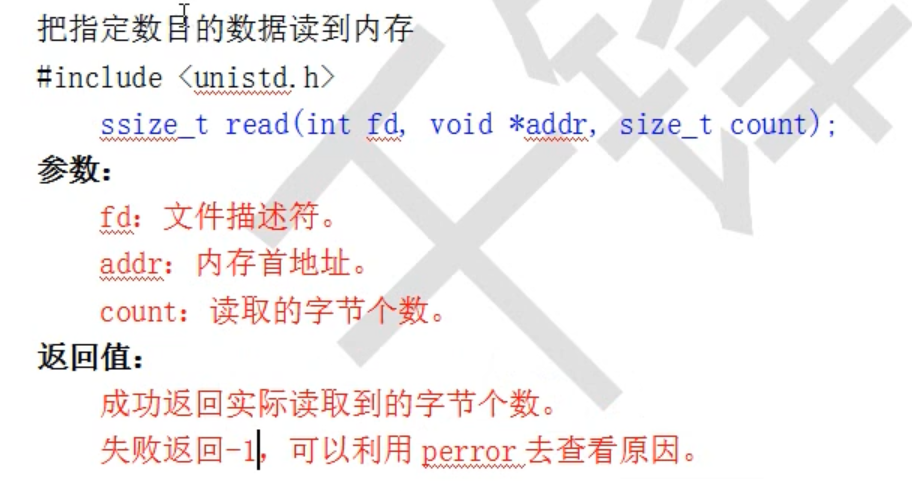 把指定数目的数据读到内存
#include <unistd.h>
ssize_t read(int fd, void *addr, size_t count);
参数：
fd：文件描述符。
addr：内存首地址。
count：读取的字节个数。
返回值：
成功返回实际读取到的字节个数。
失败返回-1，可以利用 perror 去查看原因。